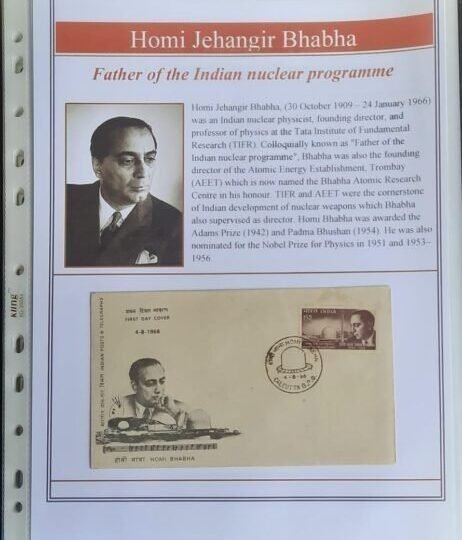 Homi Jehangir Bhabha
Father of the Indian nuclear programme
Homi Jehangir Bhabha, (30 October 1909 – 24 January 1966)
was an Indian nuclear physicist, founding director, and
professor of physics at the Tata Institute of Fundamental
Research (TIFR). Colloquially known as "Father of the
Indian nuclear programme", Bhabha was also the founding
director of the Atomic Energy Establishment, Trombay
(AEET) which is now named the Bhabha Atomic Research
Centre in his honour. TIFR and AEET were the cornerstone
of Indian development of nuclear weapons which Bhabha
also supervised as director. Homi Bhabha was awarded the
Adams Prize (1942) and Padma Bhushan (1954). He was also
nominated for the Nobel Prize for Physics in 1951 and 1953–
1956.
प्रथम दिवस आवरण
FIRST DAY COVER
4-8-1966
भारतीय डाक-तार विभाग INDIAN POSTS & TELEGRAPHS
होमी भाभा HOMI BHABHA
भारत INDIA
15
होमी भाभा HOMI BHABHA
4-8-66
CALCUTTA G.P.O.
KLING